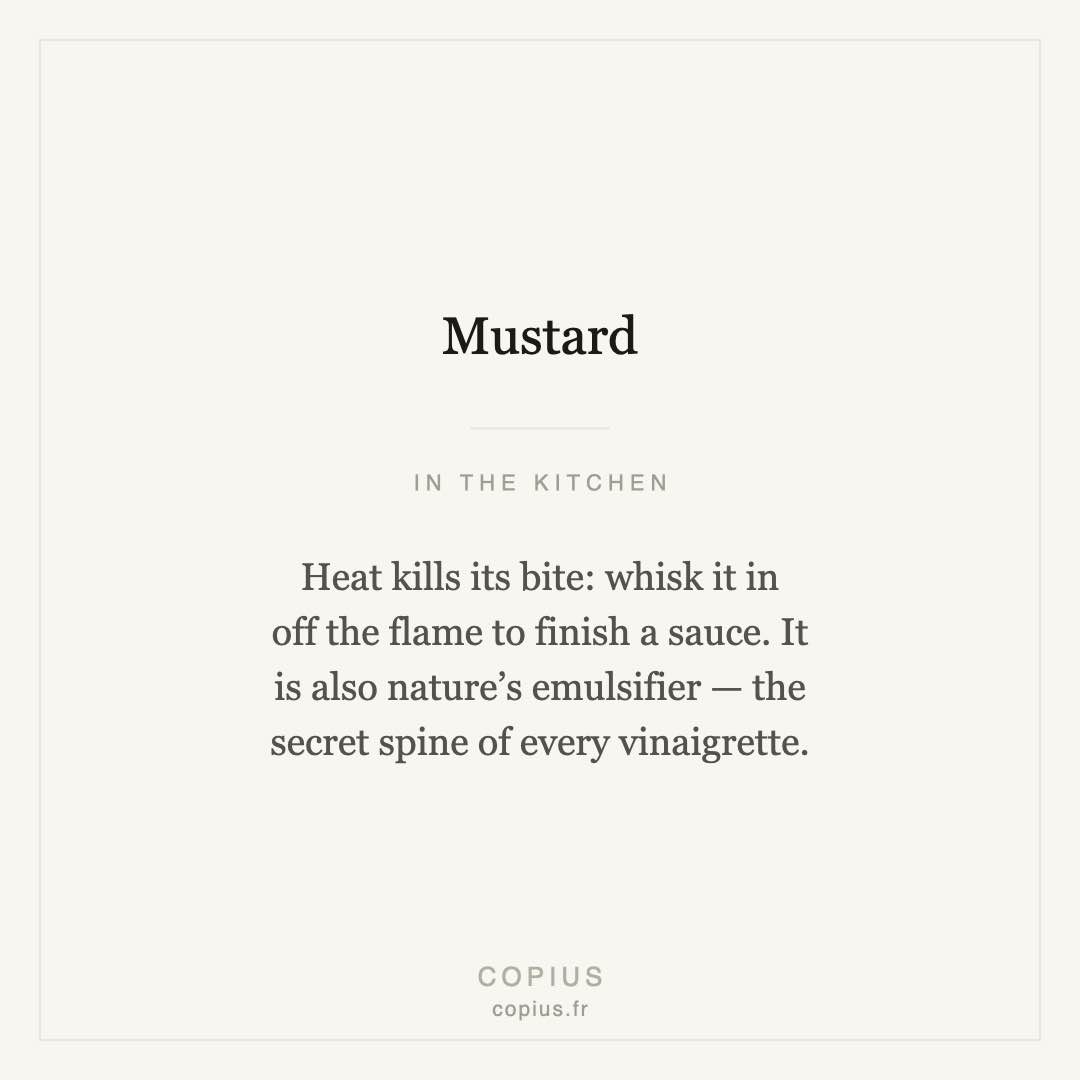 Mustard
IN THE KITCHEN
Heat kills its bite: whisk it in
off the flame to finish a sauce. It
is also nature’s emulsifier — the
secret spine of every vinaigrette.
COPIUS
copius.fr